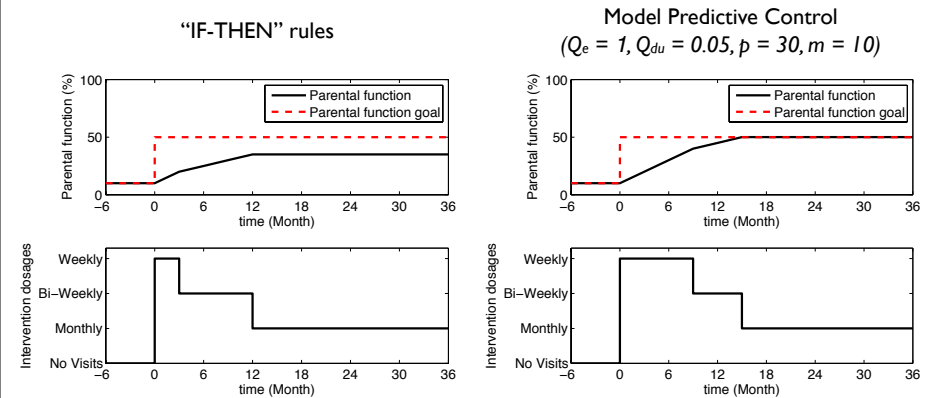 “IF-THEN” rules
Model Predictive Control
(Qe = 1, Qdu = 0.05, p = 30, m = 10)
Parental function (%)
100
50
0
Parental function
Parental function goal
−6 0 6 12 18 24 30 36
time (Month)
Parental function (%)
100
50
0
Parental function
Parental function goal
−6 0 6 12 18 24 30 36
time (Month)
Intervention dosages
Weekly
Bi−Weekly
Monthly
No Visits
−6 0 6 12 18 24 30 36
time (Month)
Intervention dosages
Weekly
Bi−Weekly
Monthly
No Visits
−6 0 6 12 18 24 30 36
time (Month)